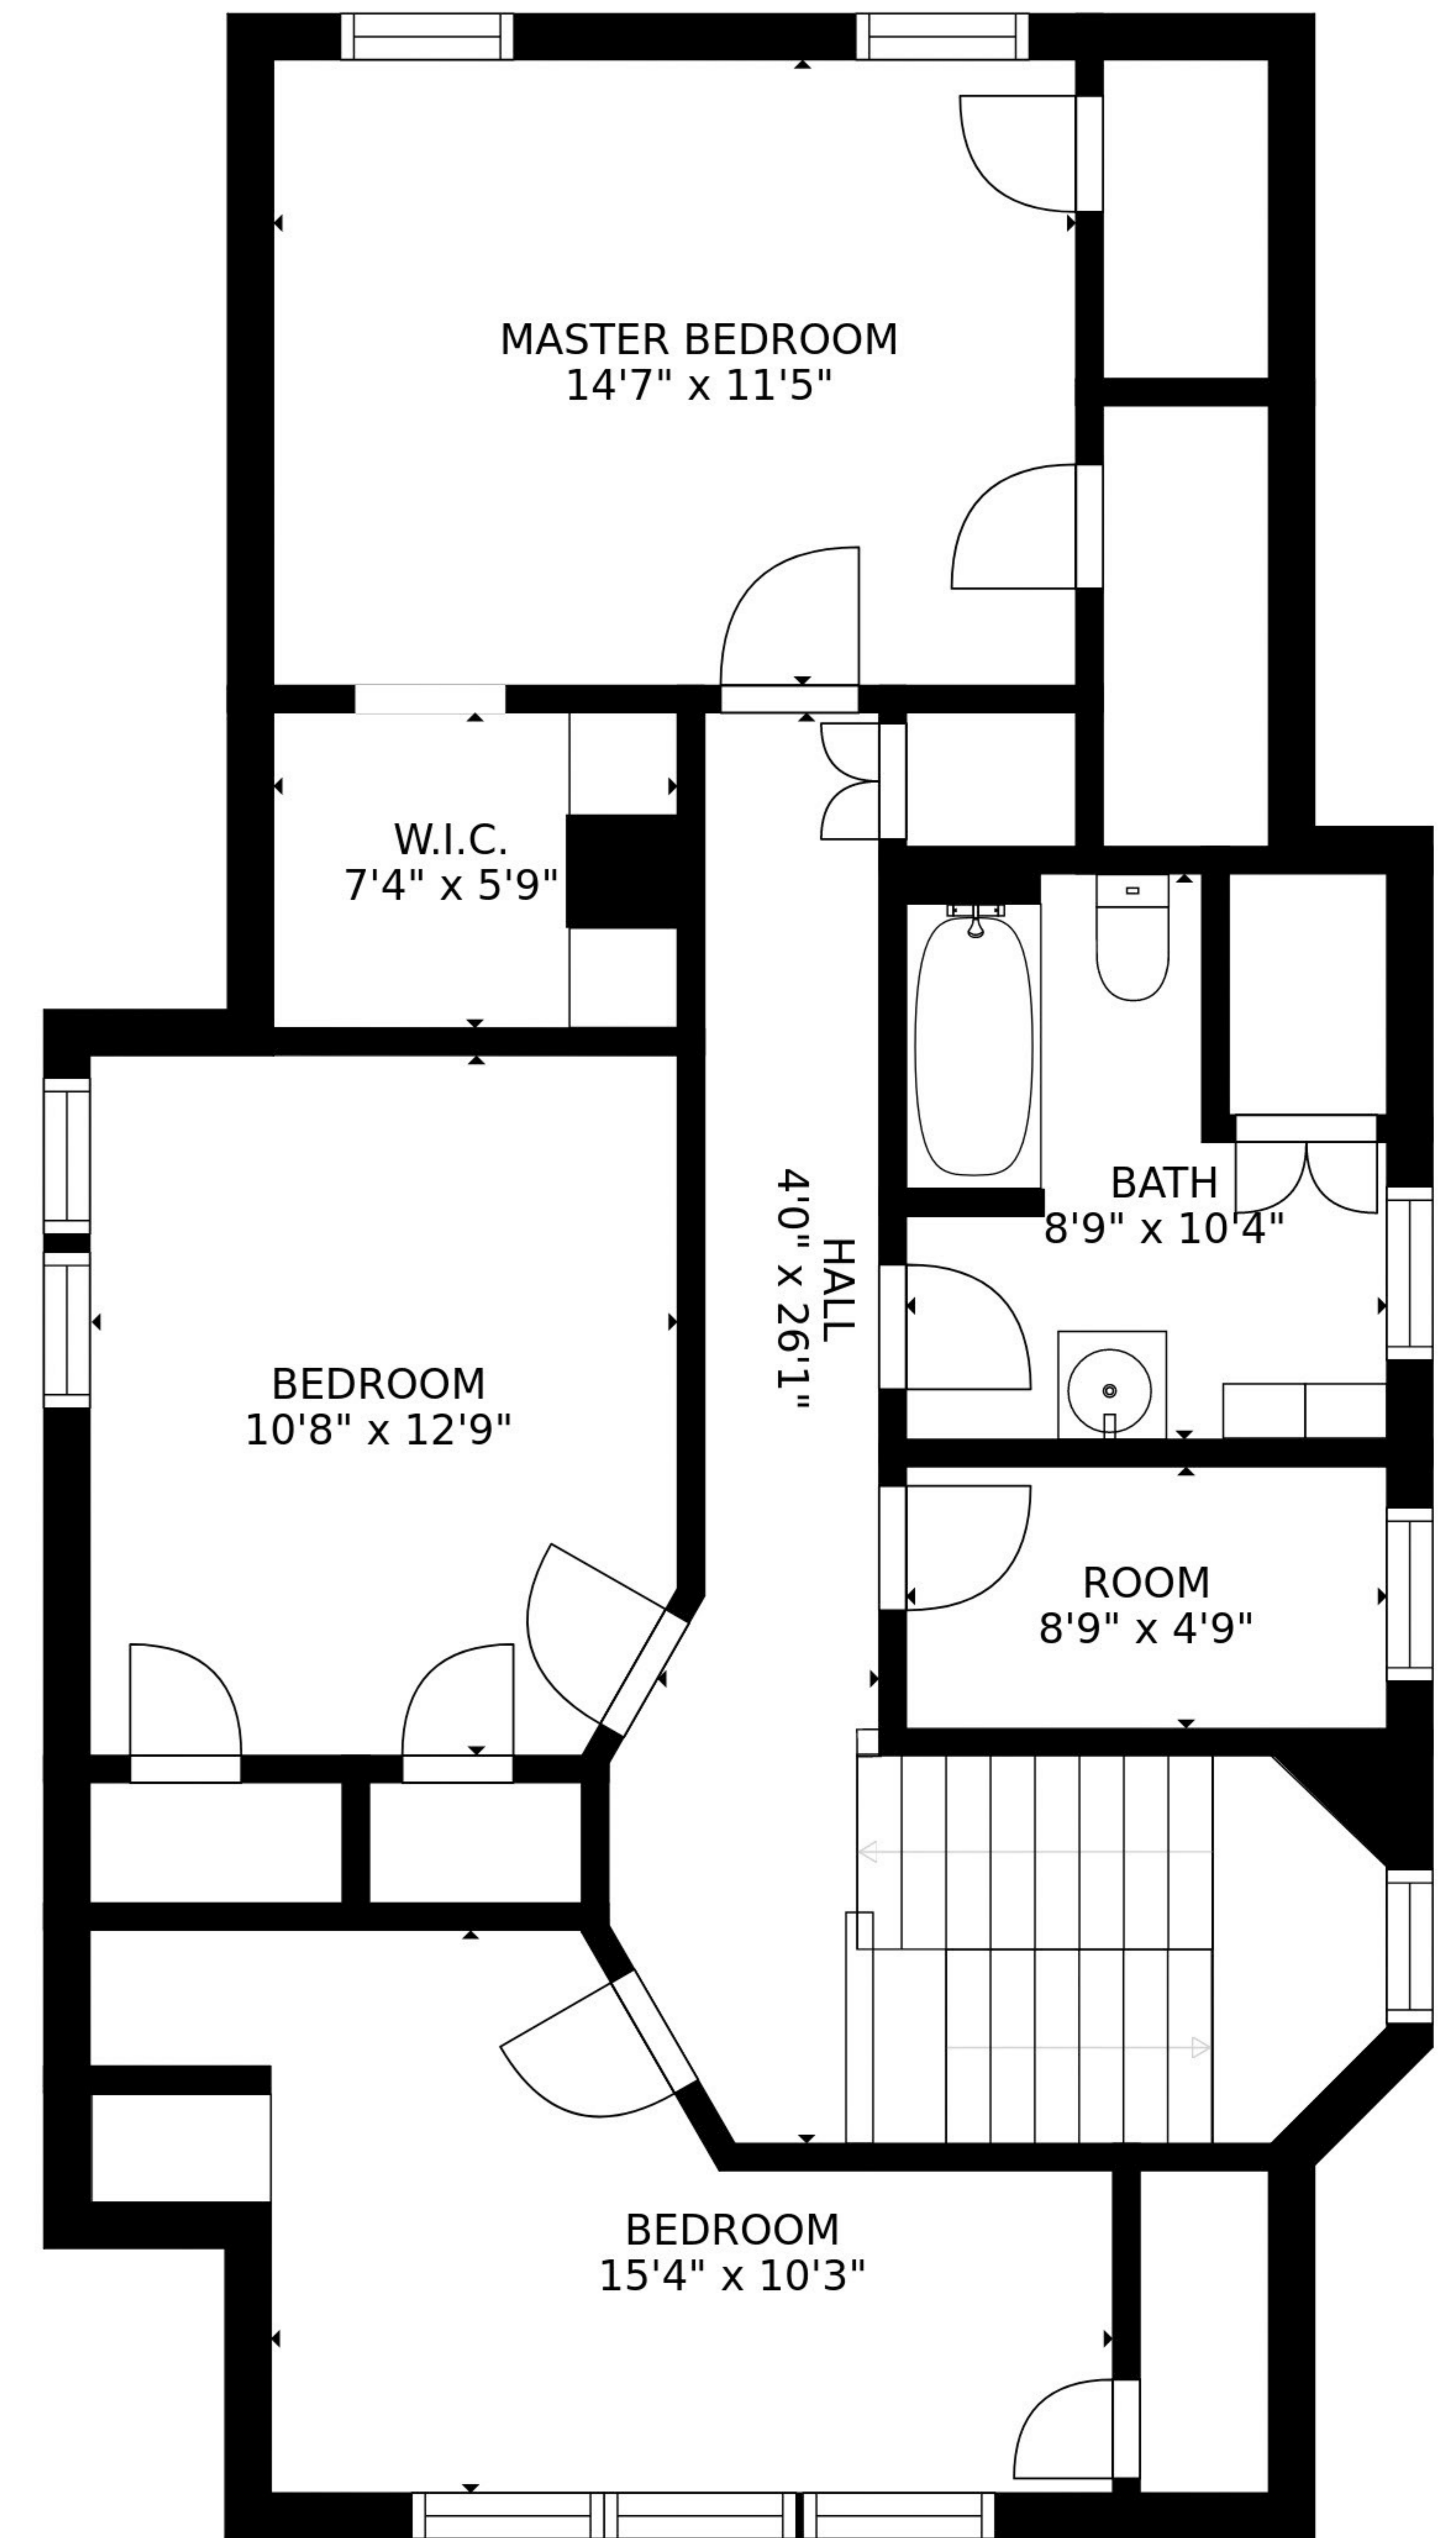 MASTER BEDROOM
14'7" x 11'5"
W.I.C.
7'4" x 5'9"
BATH
8'9" x 10'4"
HALL
4'0" x 26'1"
BEDROOM
10'8" x 12'9"
ROOM
8'9" x 4'9"
BEDROOM
15'4" x 10'3"